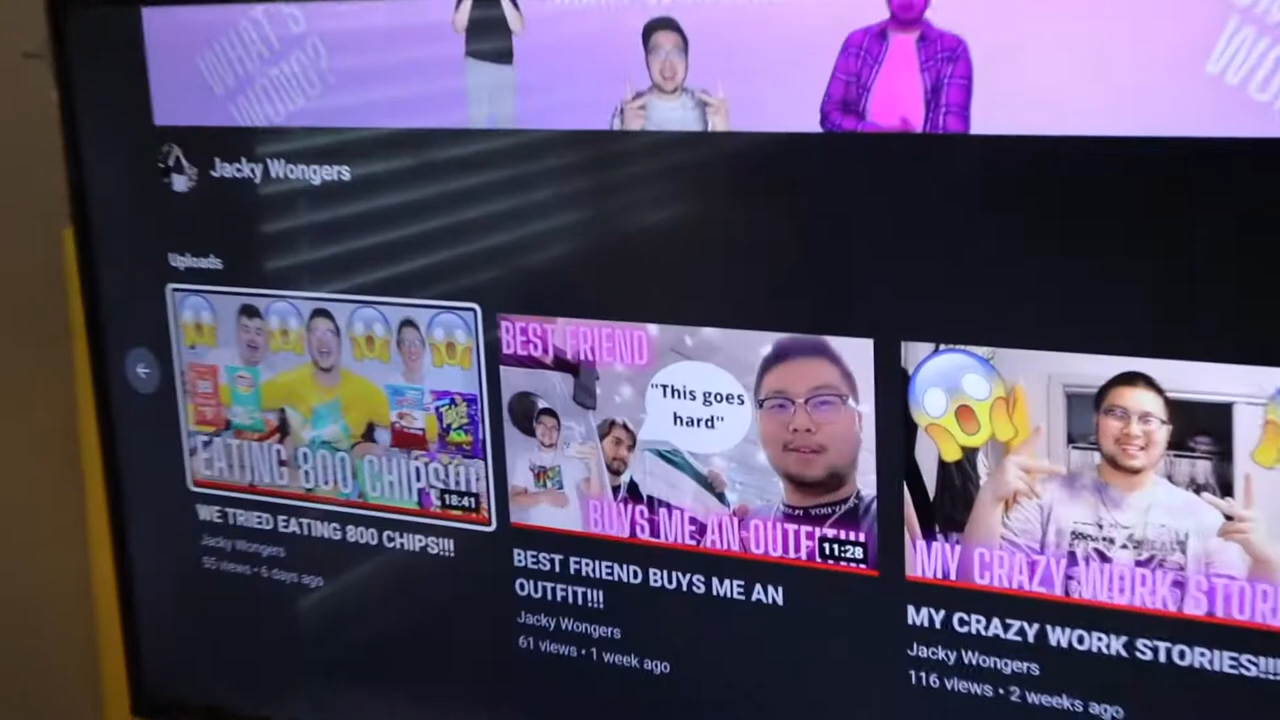 WHAT'S
WONG?
Jacky Wongers
Uploads
EATING 800 CHIPS!!!
18:41
WE TRIED EATING 800 CHIPS!!!
Jacky Wongers
55 views • 6 days ago
BEST FRIEND
"This goes
hard"
BUYS ME AN OUTFIT!!!
11:28
BEST FRIEND BUYS ME AN
OUTFIT!!!
Jacky Wongers
61 views • 1 week ago
MY CRAZY WORK STOR
MY CRAZY WORK STORIES!!!
Jacky Wongers
116 views • 2 weeks ago